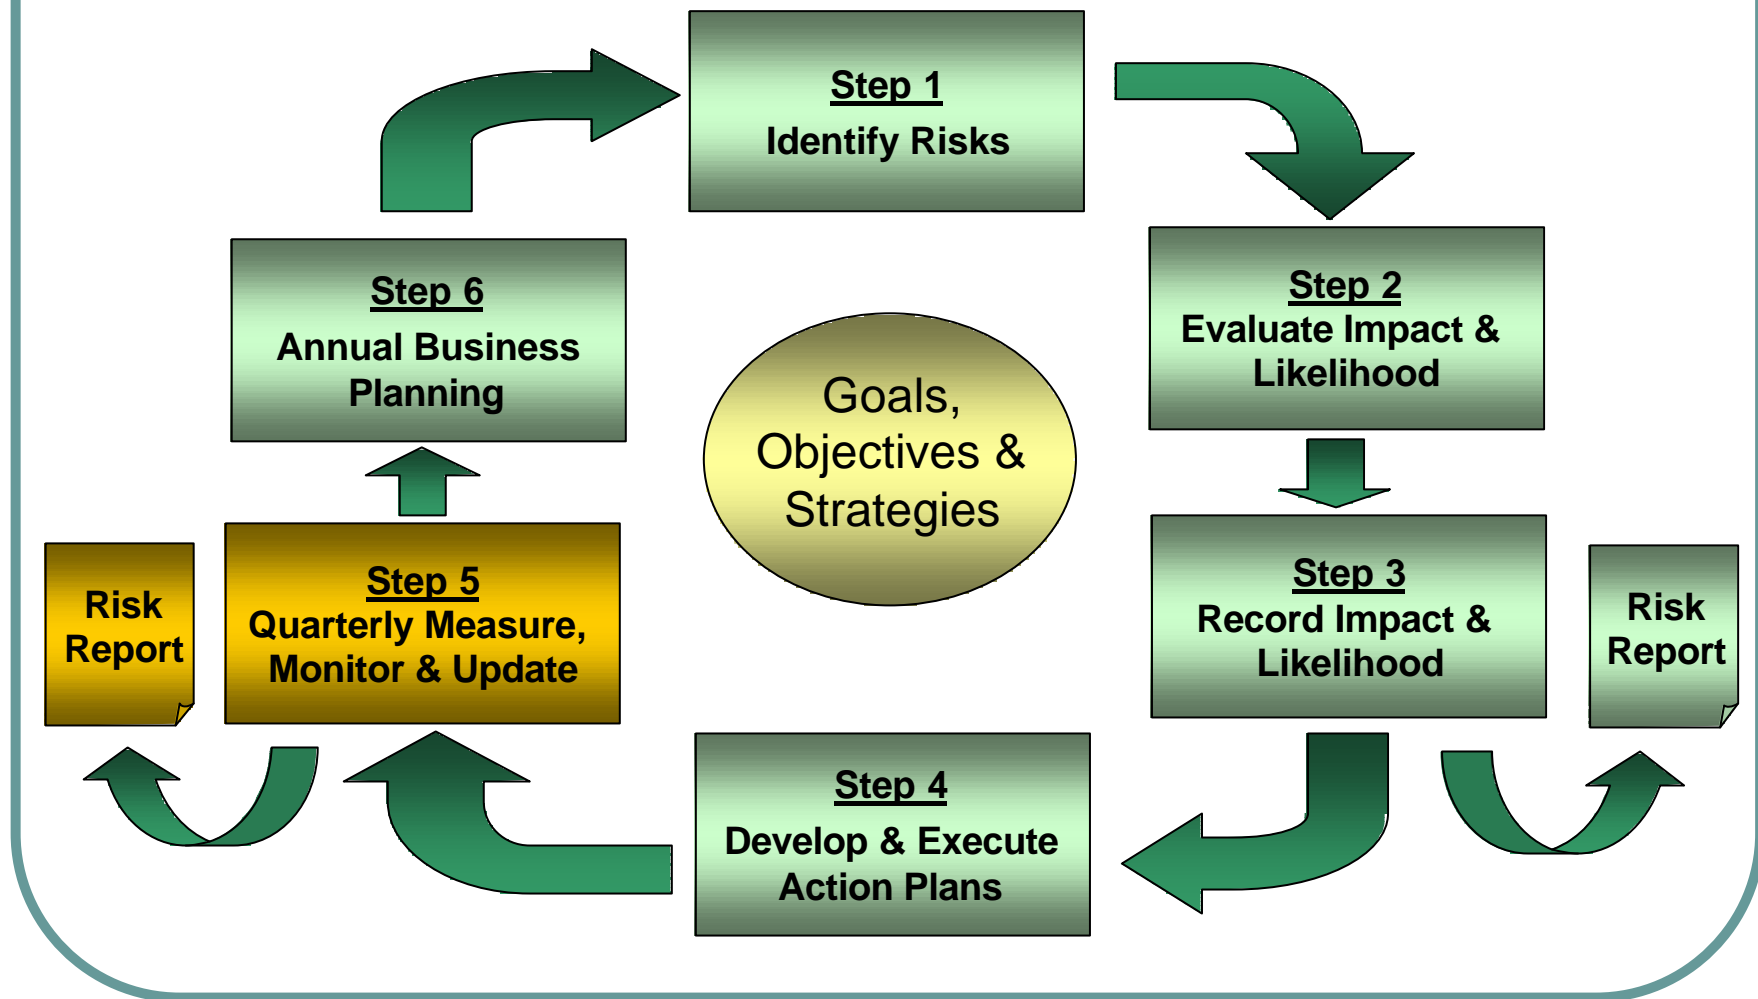 Step 1
Identify Risks
Step 2
Evaluate Impact &
Likelihood
Step 3
Record Impact &
Likelihood
Risk
Report
Step 4
Develop & Execute
Action Plans
Step 5
Quarterly Measure,
Monitor & Update
Risk
Report
Step 6
Annual Business
Planning
Goals,
Objectives &
Strategies